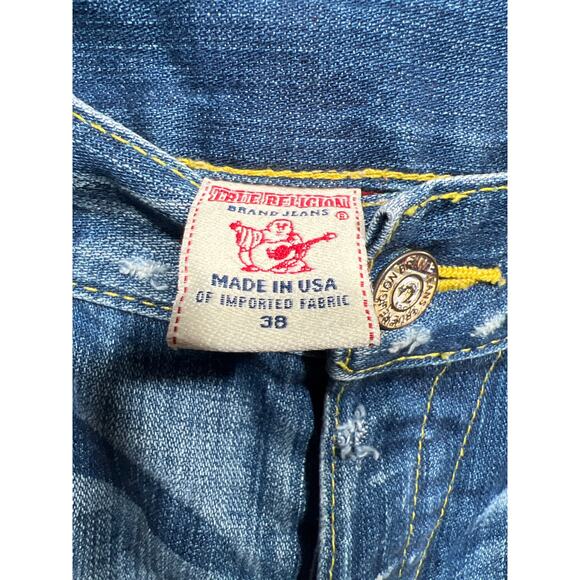 TRUE RELIGION
BRAND JEANS ®
MADE IN USA
OF IMPORTED FABRIC
38